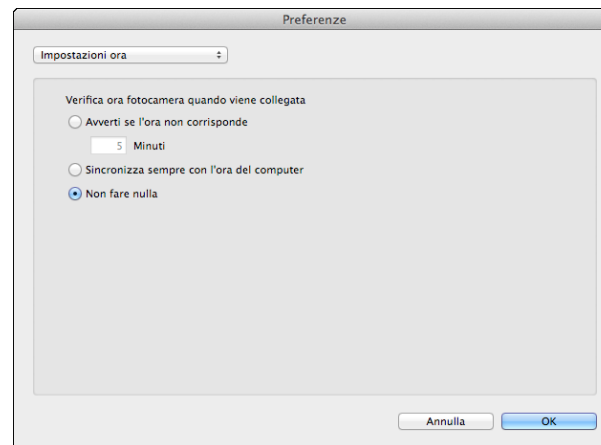 Preferenze
Impostazioni ora
Verifica ora fotocamera quando viene collegata
Avverti se l'ora non corrisponde
5 Minuti
Sincronizza sempre con l'ora del computer
Non fare nulla
Annulla OK